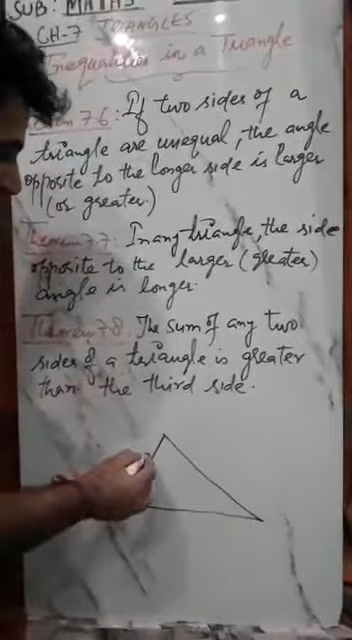 SUB: MATHS
CH-7 TRIANGLES
Inequalities in a Triangle
7.6: If two sides of a
triangle are unequal, the angle
opposite to the longer side is larger
(or greater.)
Theorem 7.7: In any triangle, the side
opposite to the larger (greater)
angle is longer.
Theorem 7.8 The sum of any two
sides of a triangle is greater
than the third side.